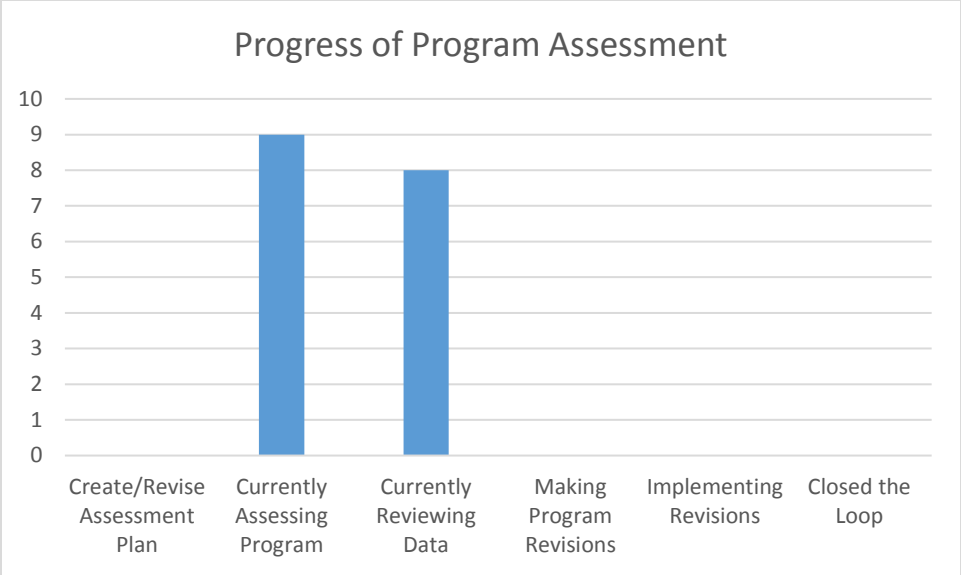 Progress of Program Assessment
10
9
8
7
6
5
4
3
2
1
0
Create/Revise
Assessment
Plan
Currently
Assessing
Program
Currently
Reviewing
Data
Making
Program
Revisions
Implementing
Revisions
Closed the
Loop